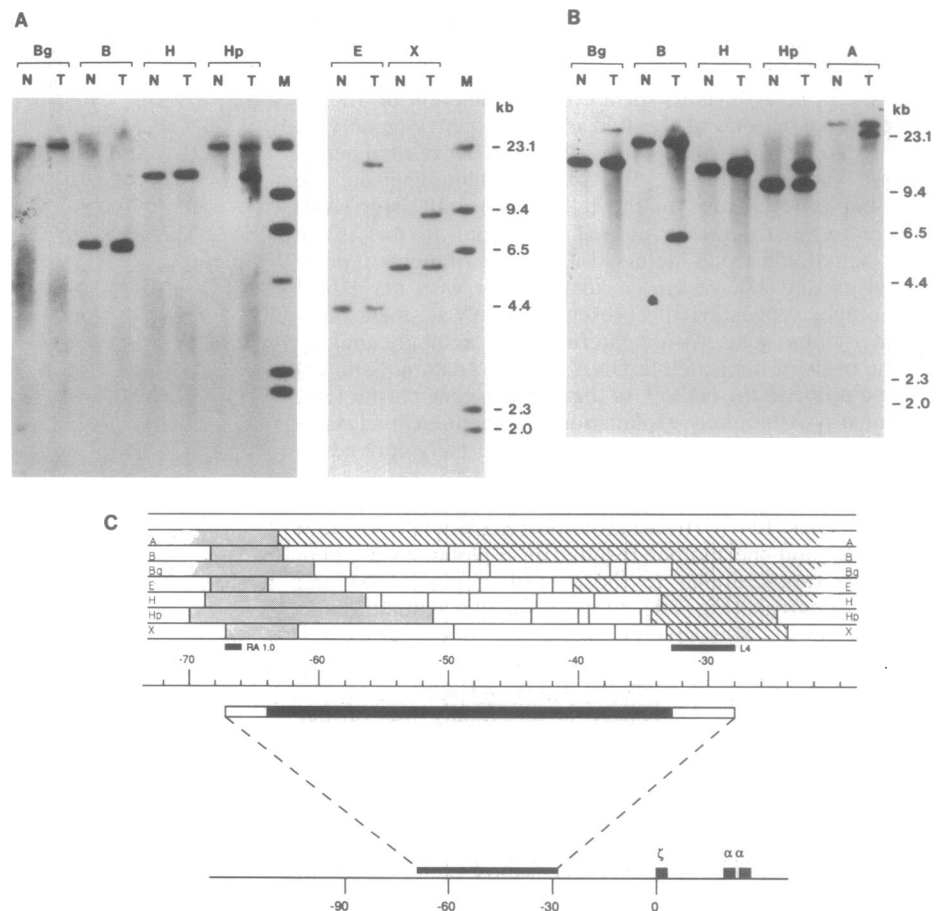 A
Bg B H Hp
N T N T N T N T M
E X
N T N T M
kb
- 23.1
- 9.4
- 6.5
- 4.4
- 2.3
- 2.0
B
Bg B H Hp A
N T N T N T N T N T
kb
- 23.1
- 9.4
- 6.5
- 4.4
- 2.3
- 2.0
C
A A
B B
Bg Bg
E E
H H
Hp Hp
X X
RA 1.0 L4
-70 -60 -50 -40 -30
ζ α α
-90 -60 -30 0